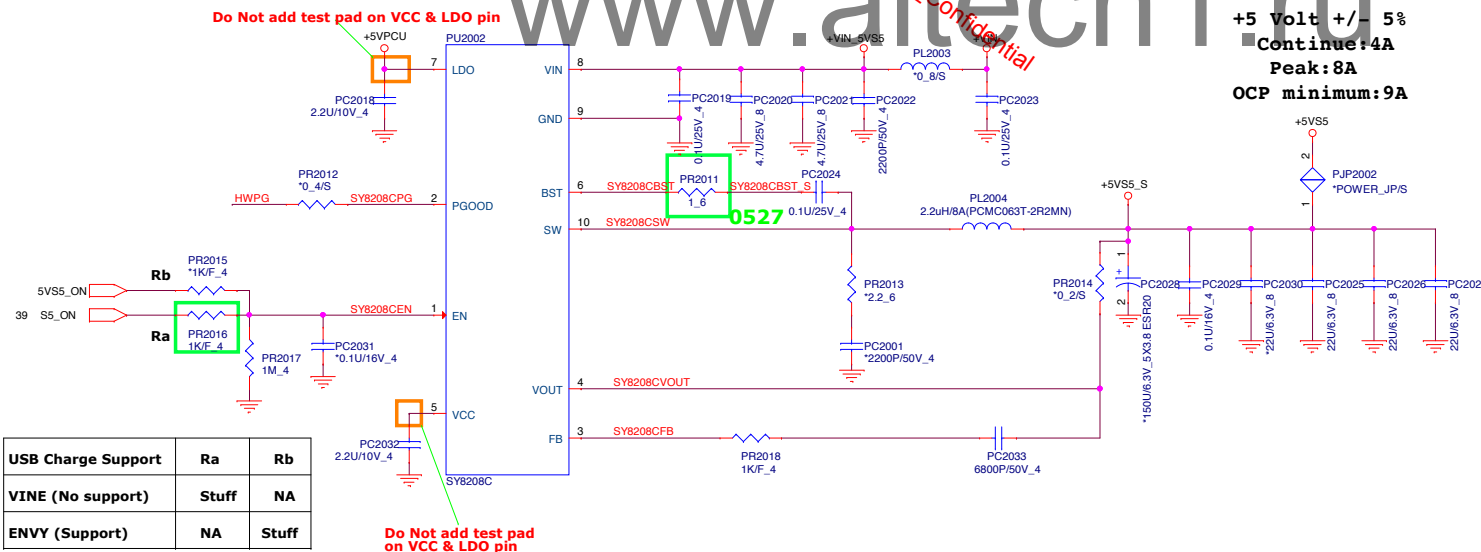 www.aitech1.ru
Confidential
Do Not add test pad on VCC & LDO pin
+5 Volt +/- 5%
Continue:4A
Peak:8A
OCP minimum:9A
+5VPCU
PU2002
+VIN_5VS5
PL2003
*0_8/S
7
LDO
VIN
8
PC2018
2.2U/10V_4
GND
9
PC2019
0.1U/25V_4
PC2020
4.7U/25V_8
PC2021
4.7U/25V_8
PC2022
2200P/50V_4
PC2023
0.1U/25V_4
+5VS5
2
1
PJP2002
*POWER_JP/S
PR2012
*0_4/S
HWPG
SY8208CPG
2
PGOOD
BST
6
SY8208CBST
PR2011
1_6
SY8208CBST_S
PC2024
0.1U/25V_4
0527
SW
10
SY8208CSW
PL2004
2.2uH/8A(PCMC063T-2R2MN)
+5VS5_S
Rb
PR2015
*1K/F_4
5VS5_ON
39
S5_ON
Ra
PR2016
1K/F_4
SY8208CEN
1
EN
PR2017
1M_4
PC2031
*0.1U/16V_4
PR2013
*2.2_6
PC2001
*2200P/50V_4
PR2014
*0_2/S
+
1
2
PC2028
*150U/6.3V_5X3.8 ESR20
PC2029
0.1U/16V_4
PC2030
*22U/6.3V_8
PC2025
22U/6.3V_8
PC2026
22U/6.3V_8
PC202
22U/6.3V_8
VOUT
4
SY8208CVOUT
5
VCC
PC2032
2.2U/10V_4
FB
3
SY8208CFB
PR2018
1K/F_4
PC2033
6800P/50V_4
SY8208C
USB Charge Support Ra Rb
VINE (No support) Stuff NA
ENVY (Support) NA Stuff
Do Not add test pad
on VCC & LDO pin